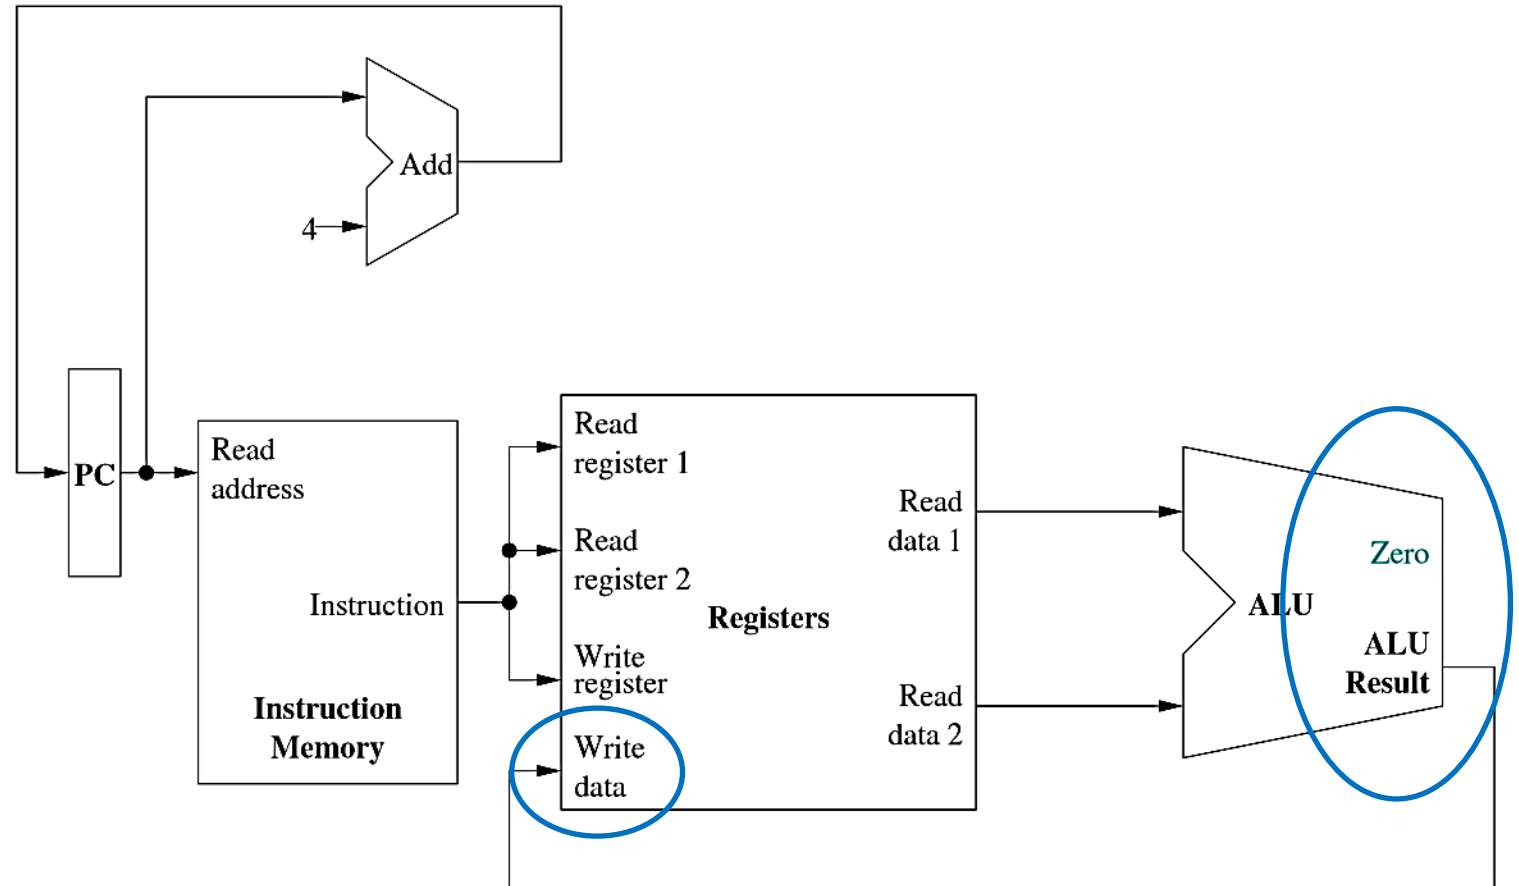 Add
4
PC
Read
address
Instruction
Instruction
Memory
Read
register 1
Read
register 2
Write
register
Write
data
Registers
Read
data 1
Read
data 2
Zero
ALU
ALU
Result